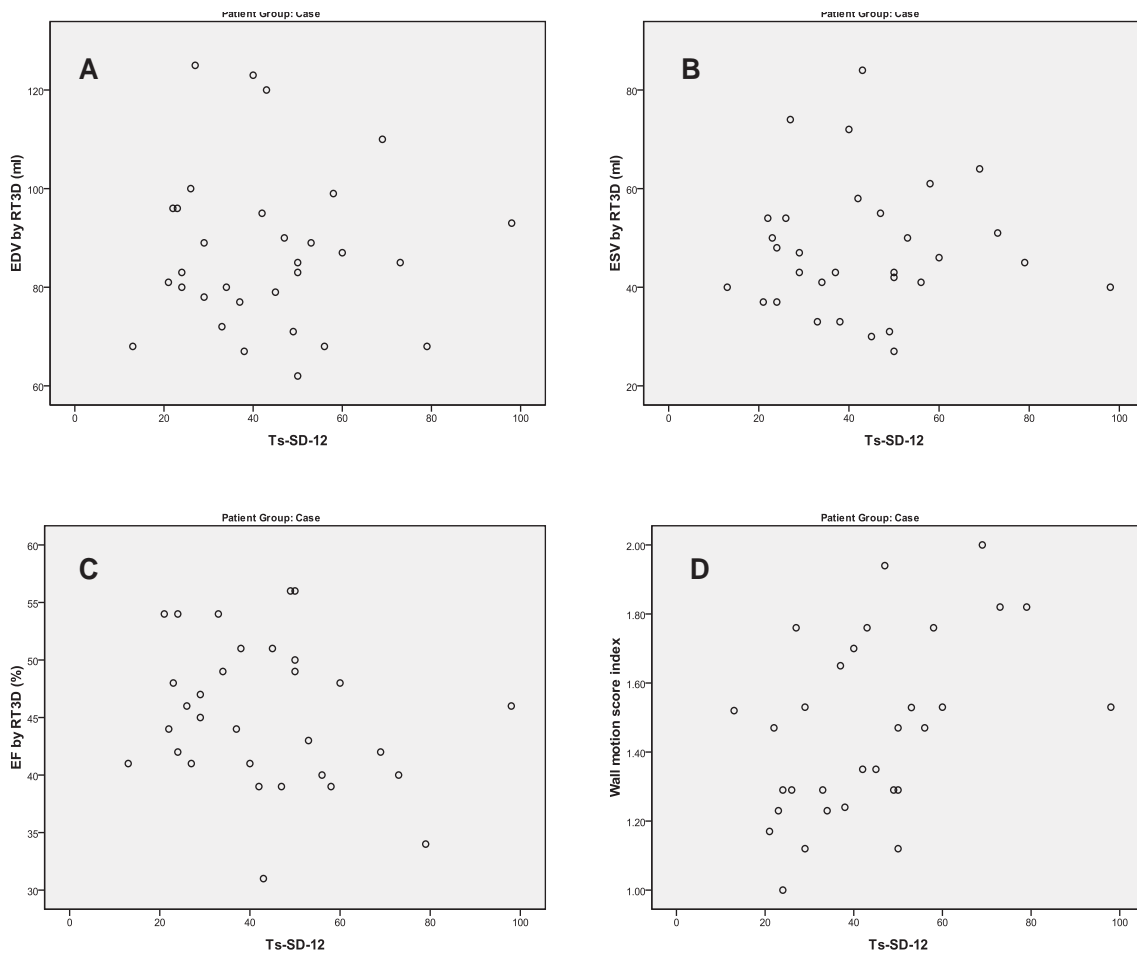 Patient Group: Case
A
120
100
80
60
EDV by RT3D (ml)
0 20 40 60 80 100
Ts-SD-12
Patient Group: Case
B
80
60
40
20
ESV by RT3D (ml)
0 20 40 60 80 100
Ts-SD-12
Patient Group: Case
C
60
55
50
45
40
35
30
EF by RT3D (%)
0 20 40 60 80 100
Ts-SD-12
Patient Group: Case
D
2.00
1.80
1.60
1.40
1.20
1.00
Wall motion score index
0 20 40 60 80 100
Ts-SD-12